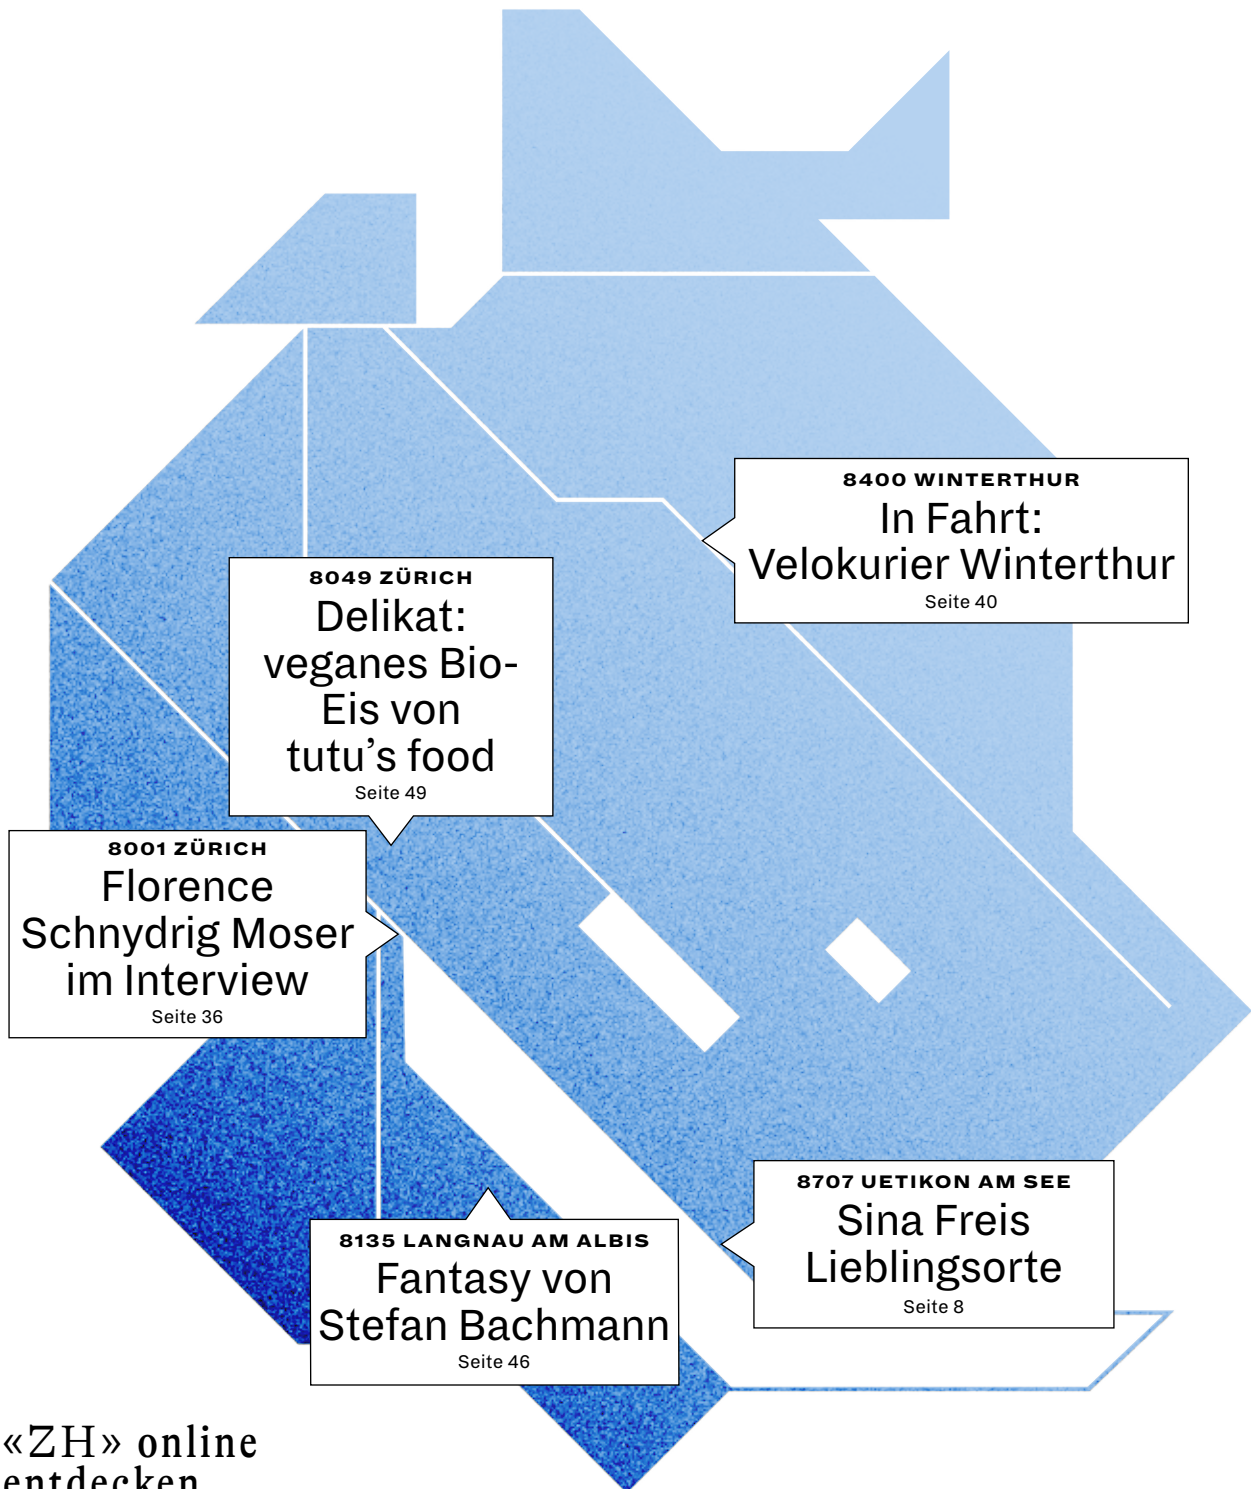 8400 WINTERTHUR
In Fahrt:
Velokurier Winterthur
Seite 40
8049 ZÜRICH
Delikat:
veganes Bio-
Eis von
tutu’s food
Seite 49
8001 ZÜRICH
Florence
Schnydrig Moser
im Interview
Seite 36
8707 UETIKON AM SEE
Sina Freis
Lieblingsorte
Seite 8
8135 LANGNAU AM ALBIS
Fantasy von
Stefan Bachmann
Seite 46
«ZH» online
entdecken